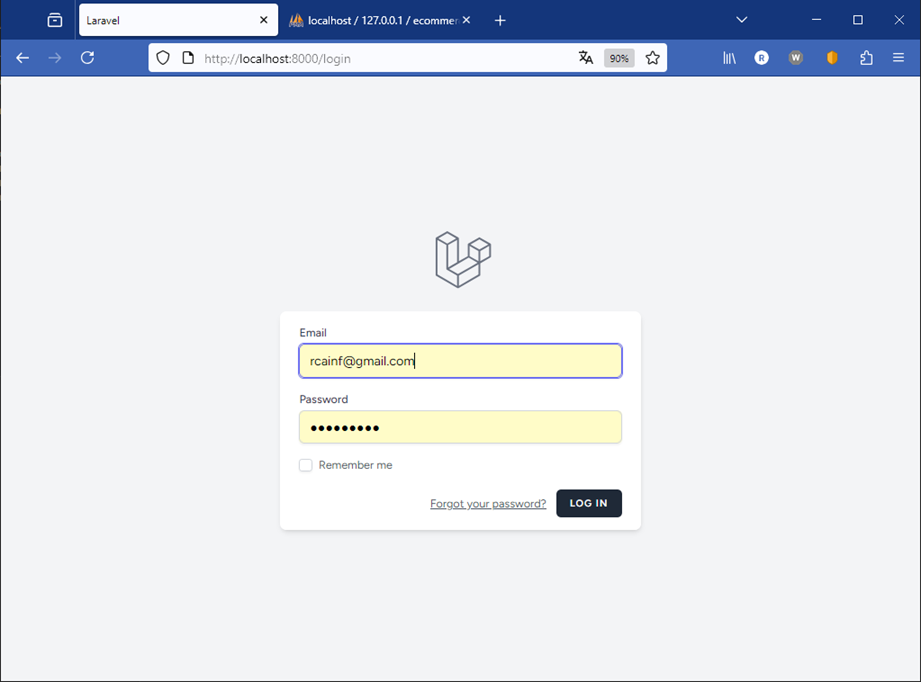 Laravel
localhost / 127.0.0.1 / ecommer
http://localhost:8000/login
90%
R
W
Email
rcainf@gmail.com
Password
Remember me
Forgot your password?
LOG IN